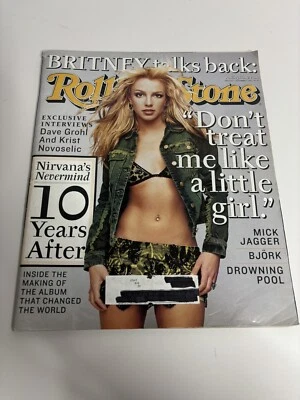 BRITNEY talks back:
Rolling Stone
EXCLUSIVE
INTERVIEWS
Dave Grohl
And Krist
Novoselic
Nirvana's
Nevermind
10
Years
After
INSIDE THE
MAKING OF
THE ALBUM
THAT CHANGED
THE WORLD
"Don't
treat
me like
a little
girl."
MICK
JAGGER
BJÖRK
DROWNING
POOL